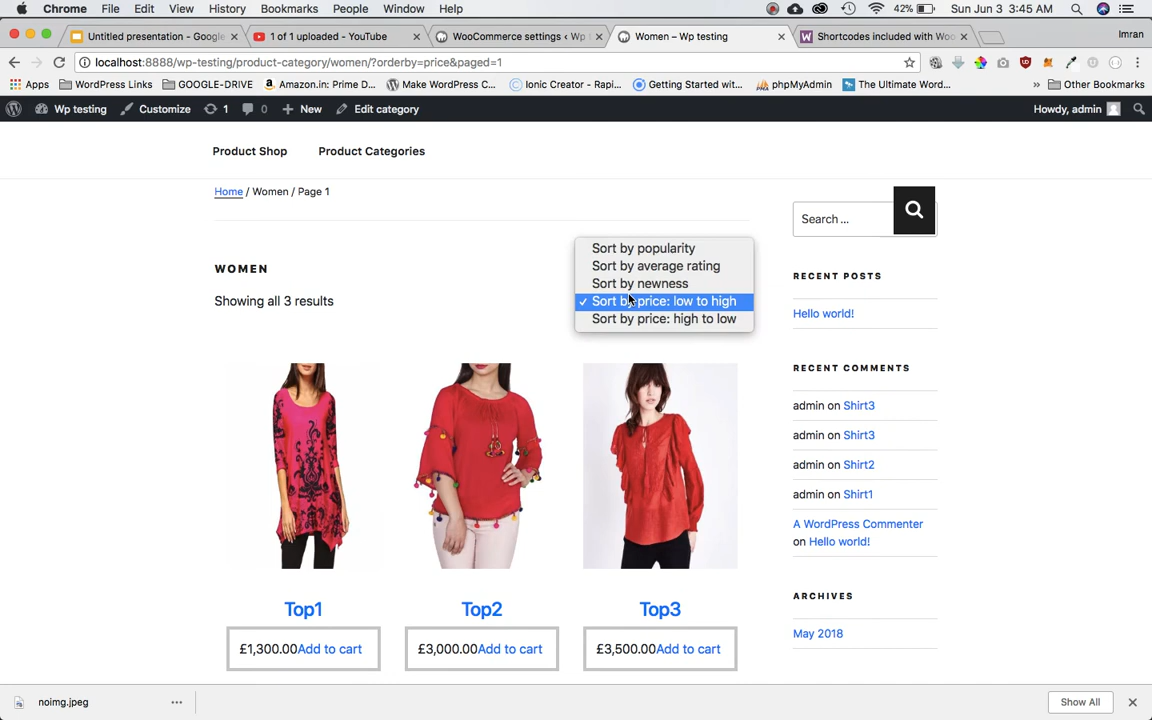 Chrome File Edit View History Bookmarks People Window Help 42% Sun Jun 3 3:45 AM
Untitled presentation - Google 1 of 1 uploaded - YouTube WooCommerce settings ‹ Wp t Women – Wp testing Shortcodes included with Woo Imran
localhost:8888/wp-testing/product-category/women/?orderby=price&paged=1
Apps WordPress Links GOOGLE-DRIVE Amazon.in: Prime D... Make WordPress C... Ionic Creator - Rapi... Getting Started wit... phpMyAdmin The Ultimate Word... » Other Bookmarks
Wp testing Customize 1 0 New Edit category Howdy, admin
Product Shop Product Categories
Home / Women / Page 1
Search ...
WOMEN
Showing all 3 results
Sort by popularity
Sort by average rating
Sort by newness
✓ Sort by price: low to high
Sort by price: high to low
Top1 Top2 Top3
£1,300.00Add to cart £3,000.00Add to cart £3,500.00Add to cart
RECENT POSTS
Hello world!
RECENT COMMENTS
admin on Shirt3
admin on Shirt3
admin on Shirt2
admin on Shirt1
A WordPress Commenter
on Hello world!
ARCHIVES
May 2018
noimg.jpeg Show All